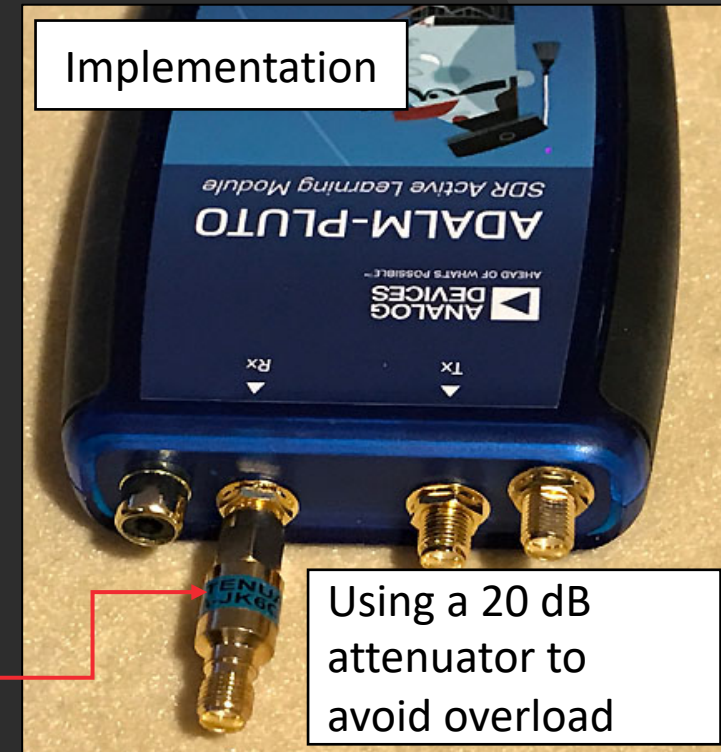 Implementation
SDR Active Learning Module
ADALM-PLUTO
AHEAD OF WHAT'S POSSIBLE™
ANALOG
DEVICES
Rx
Tx
TENUA
Using a 20 dB
attenuator to
avoid overload